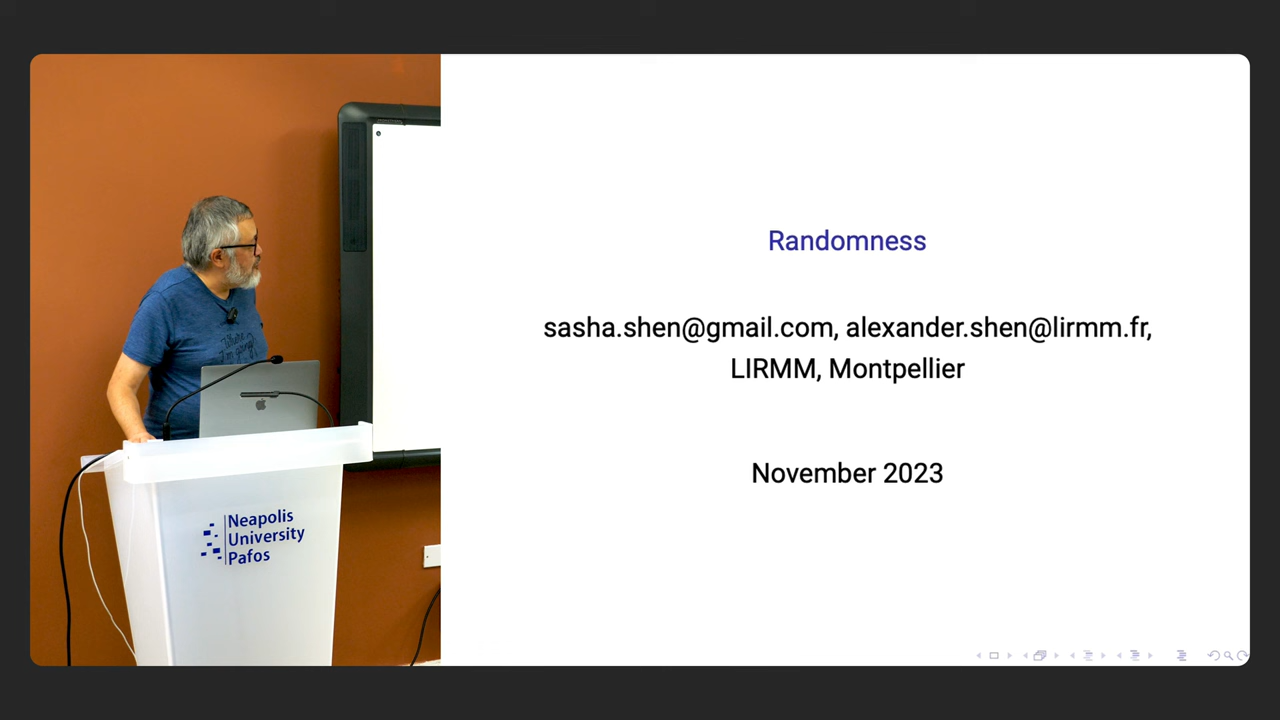 Randomness
sasha.shen@gmail.com, alexander.shen@lirmm.fr,
LIRMM, Montpellier
November 2023
Neapolis
University
Pafos